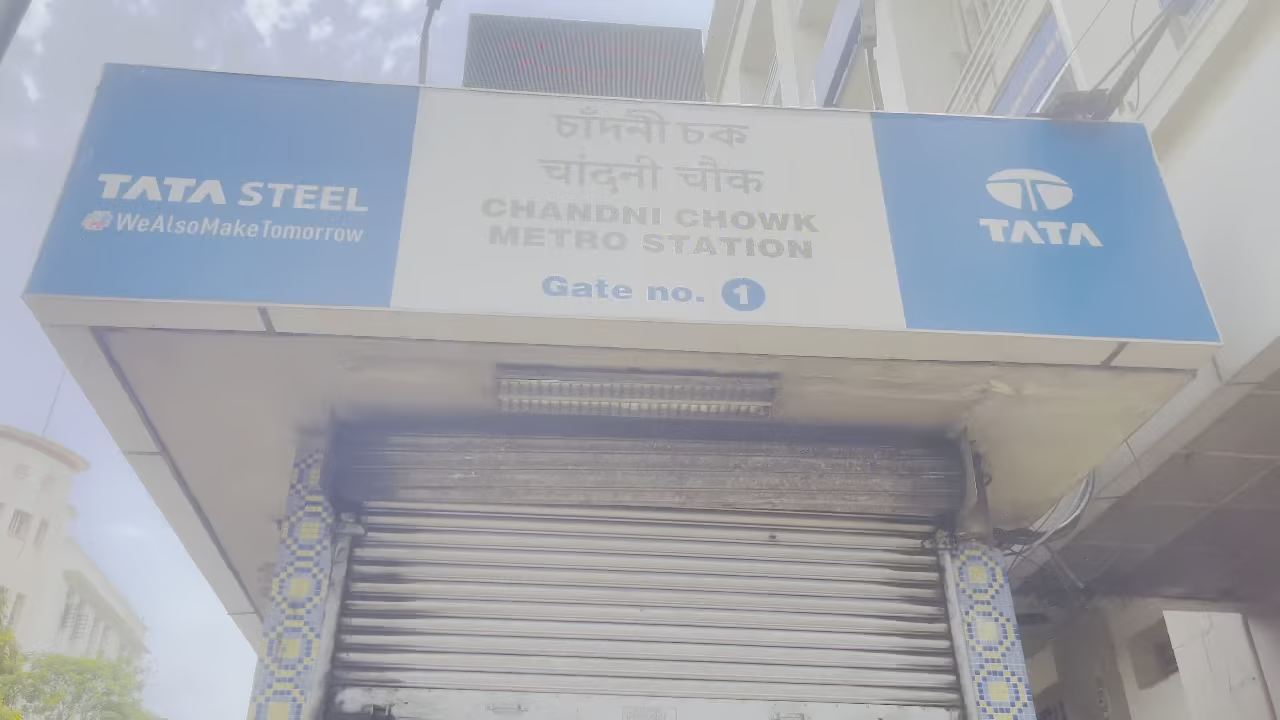 TATA STEEL
#WeAlsoMakeTomorrow
চাঁদনী চক
चांदनी चौक
CHANDNI CHOWK
METRO STATION
Gate no. 1
TATA